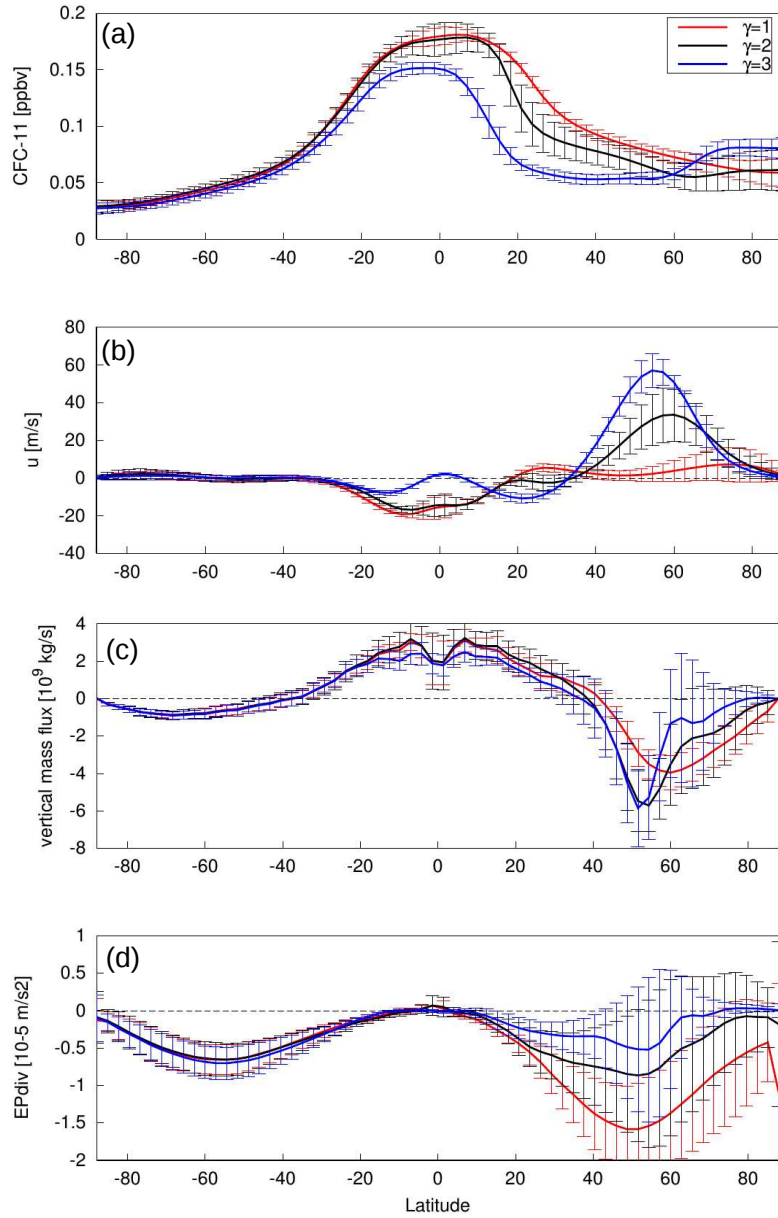 (a)
γ=1
γ=2
γ=3
CFC-11 [ppbv]
0.2
0.15
0.1
0.05
0
-80 -60 -40 -20 0 20 40 60 80
(b)
u [m/s]
80
60
40
20
0
-20
-40
-80 -60 -40 -20 0 20 40 60 80
(c)
vertical mass flux [10⁹ kg/s]
4
2
0
-2
-4
-6
-8
-80 -60 -40 -20 0 20 40 60 80
(d)
EPdiv [10-5 m/s2]
1
0.5
0
-0.5
-1
-1.5
-2
-80 -60 -40 -20 0 20 40 60 80
Latitude